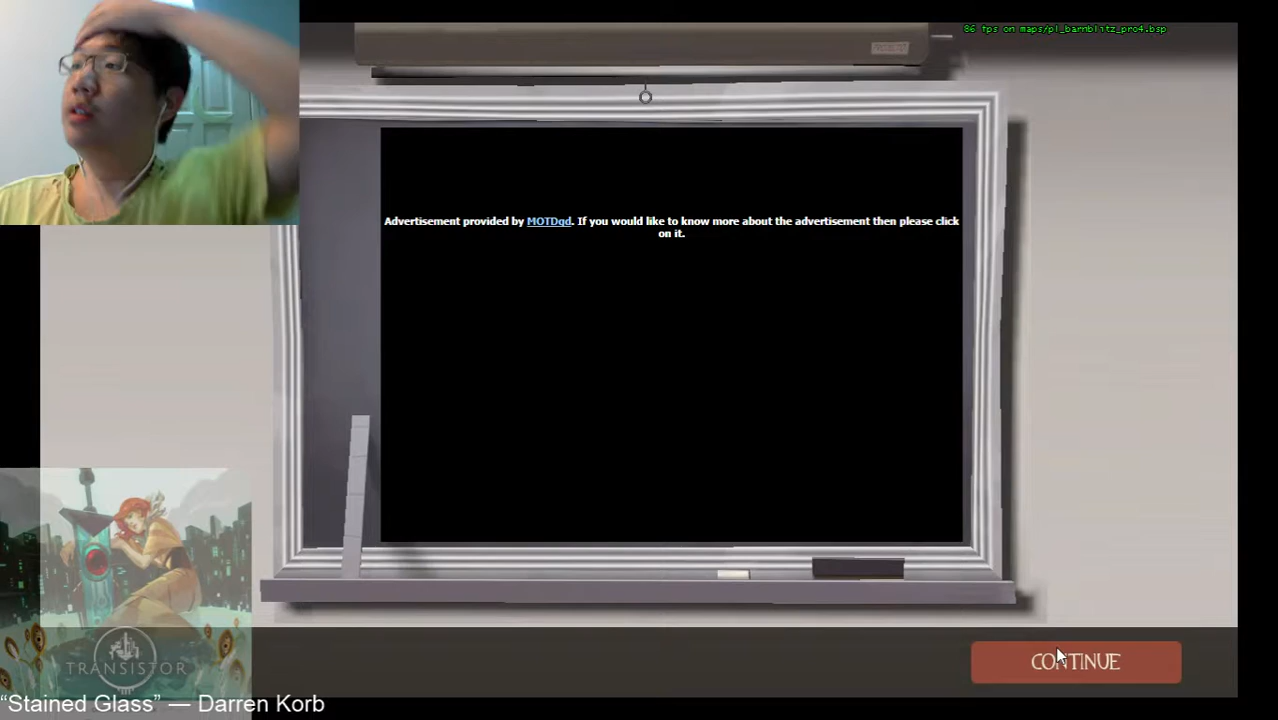 86 fps on maps/pl_barnblitz_pro4.bsp
Advertisement provided by MOTDgd. If you would like to know more about the advertisement then please click
on it.
CONTINUE
TRANSISTOR
“Stained Glass” — Darren Korb